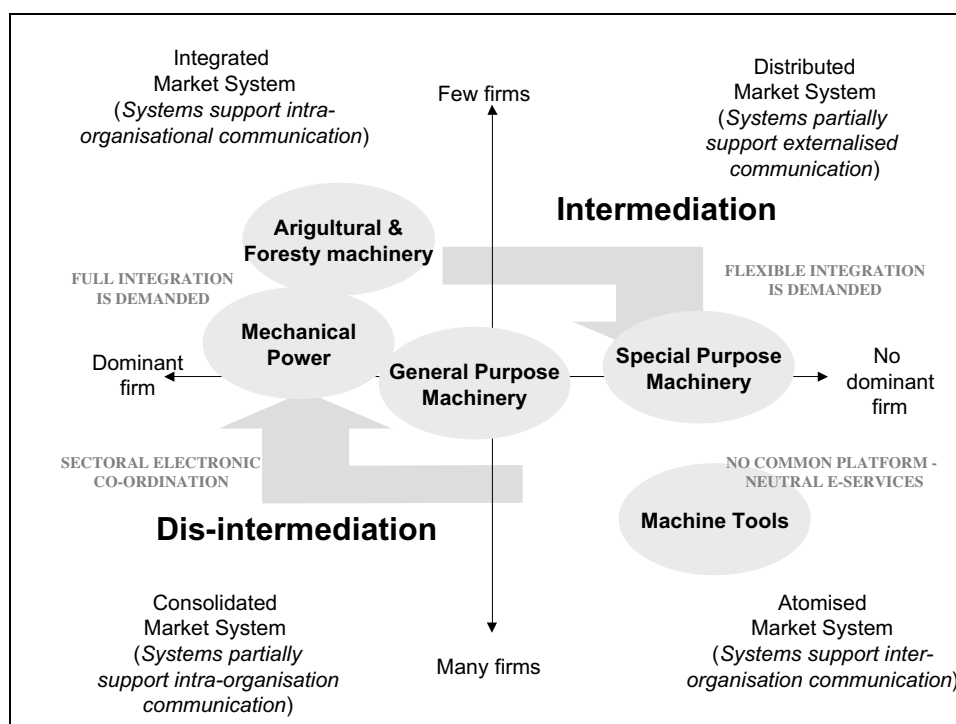 Integrated
Market System
(Systems support intra-
organisational communication)
Few firms
Distributed
Market System
(Systems partially
support externalised
communication)
Intermediation
Arigultural &
Foresty machinery
FULL INTEGRATION
IS DEMANDED
FLEXIBLE INTEGRATION
IS DEMANDED
Mechanical
Power
Dominant
firm
General Purpose
Machinery
Special Purpose
Machinery
No
dominant
firm
SECTORAL ELECTRONIC
CO-ORDINATION
NO COMMON PLATFORM -
NEUTRAL E-SERVICES
Dis-intermediation
Machine Tools
Consolidated
Market System
(Systems partially
support intra-organisation
communication)
Many firms
Atomised
Market System
(Systems support inter-
organisation communication)